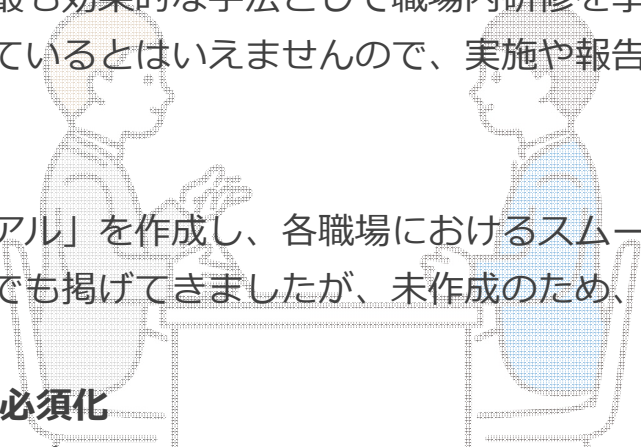 最も効果的な手法として職場内研修を挙
ているとはいえませんので、実施や報告
アル」を作成し、各職場におけるスムー
でも掲げてきましたが、未作成のため、
必須化